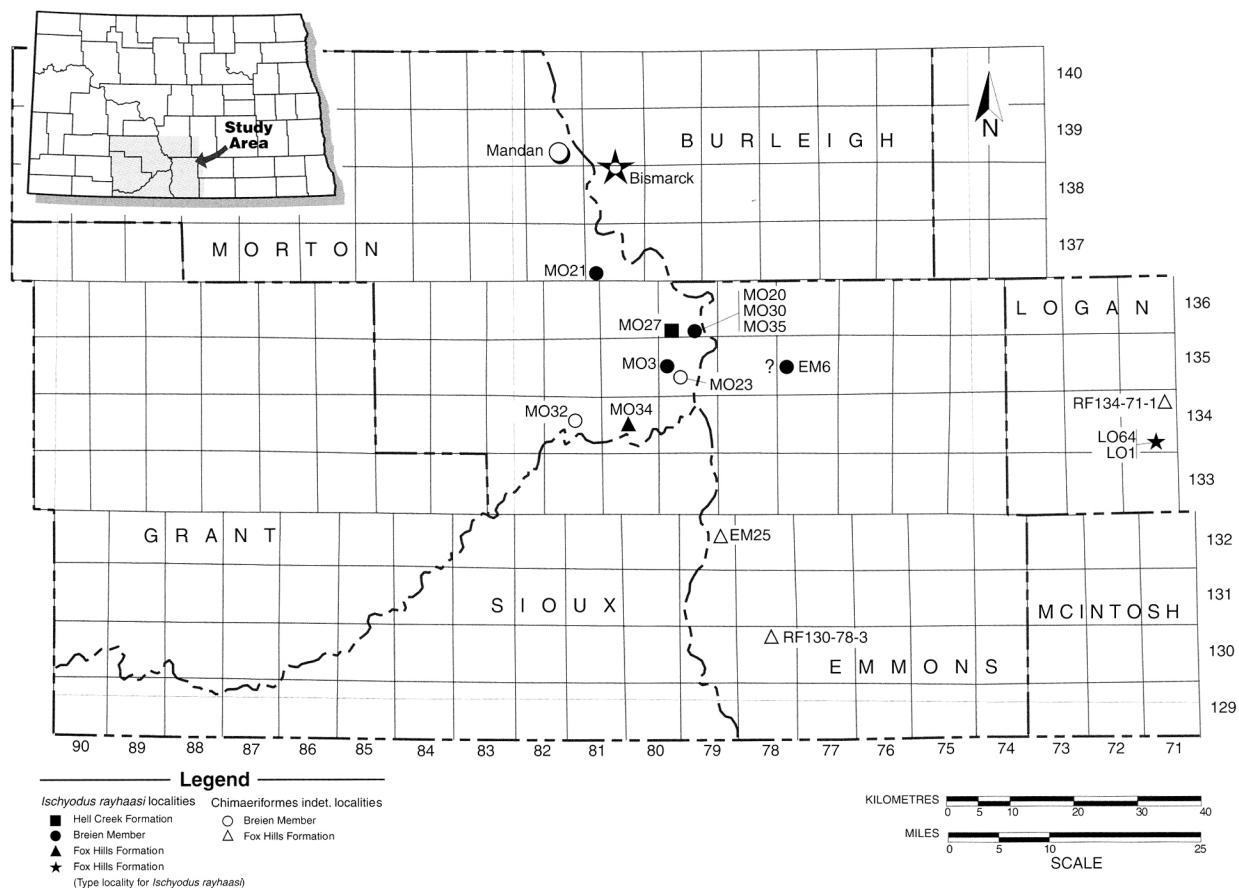 Study
Area
N
140
139
138
137
136
135
134
133
132
131
130
129
BURLEIGH
Mandan
Bismarck
MORTON
MO21
LOGAN
MO20
MO30
MO35
MO27
MO3
MO23
? EM6
RF134-71-1
MO32
MO34
LO64
LO1
GRANT
EM25
SIOUX
MCINTOSH
RF130-78-3
EMMONS
90 89 88 87 86 85 84 83 82 81 80 79 78 77 76 75 74 73 72 71
Legend
Ischyodus rayhaasi localities
Hell Creek Formation
Breien Member
Fox Hills Formation
Fox Hills Formation
(Type locality for Ischyodus rayhaasi)
Chimaeriformes indet. localities
Breien Member
Fox Hills Formation
KILOMETRES
0 5 10 20 30 40
MILES
0 5 10 25
SCALE